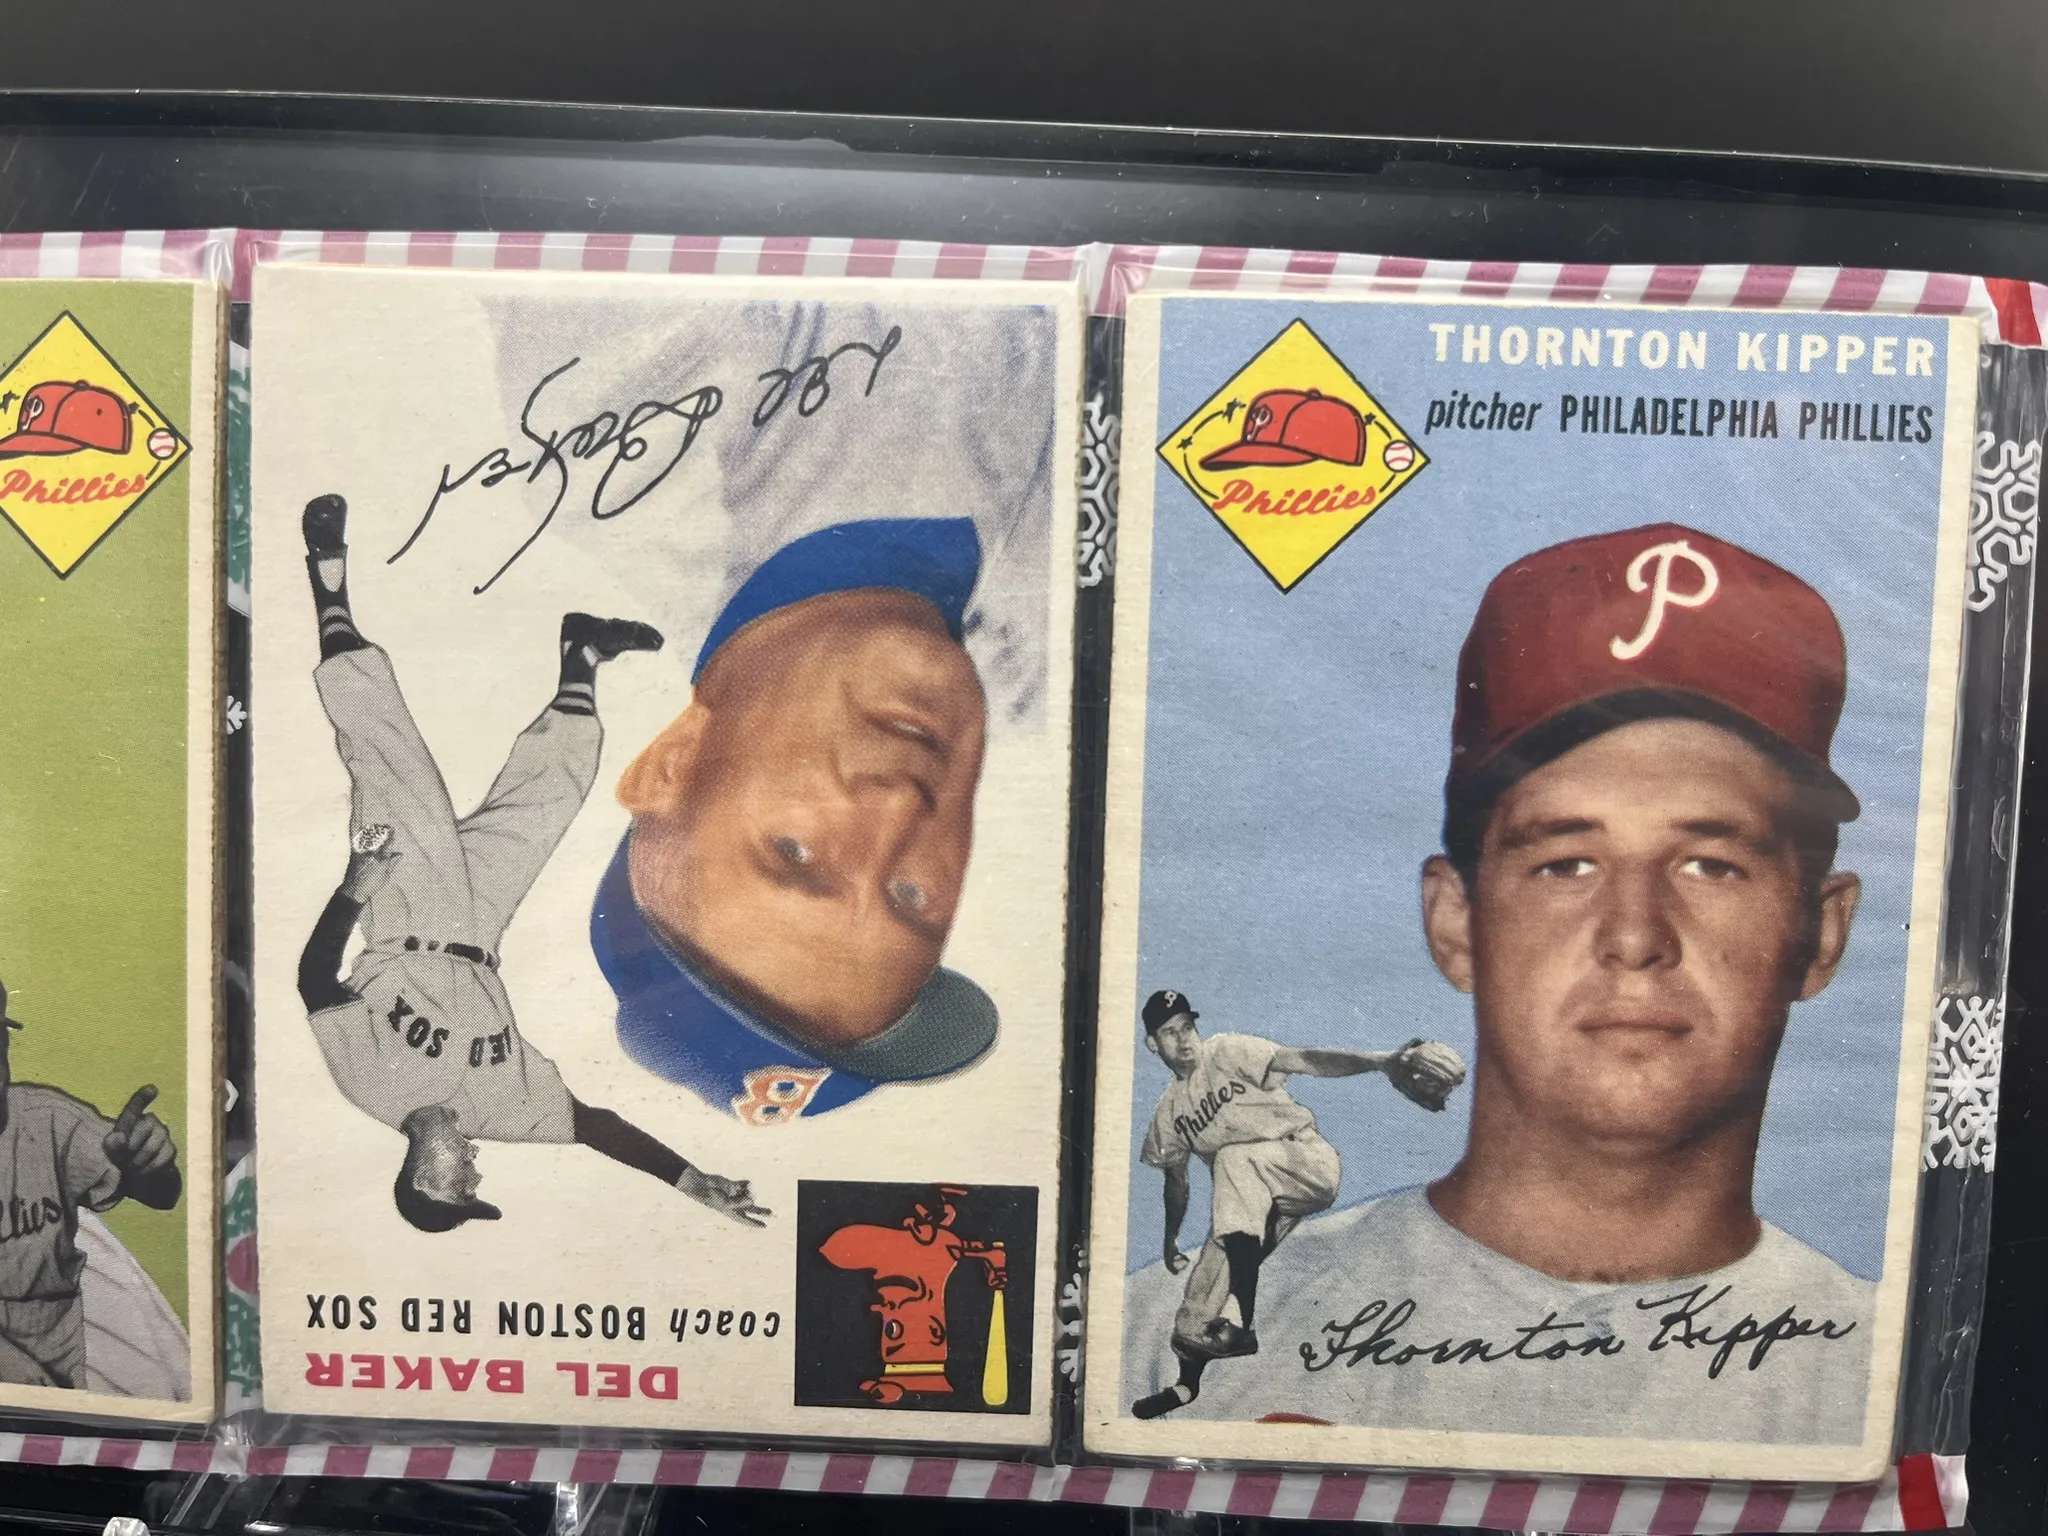 Phillies
llies
Del Baker
RED SOX
B
coach BOSTON RED SOX
DEL BAKER
THORNTON KIPPER
pitcher PHILADELPHIA PHILLIES
P
Phillies
P
P
Phillies
Thornton Kipper